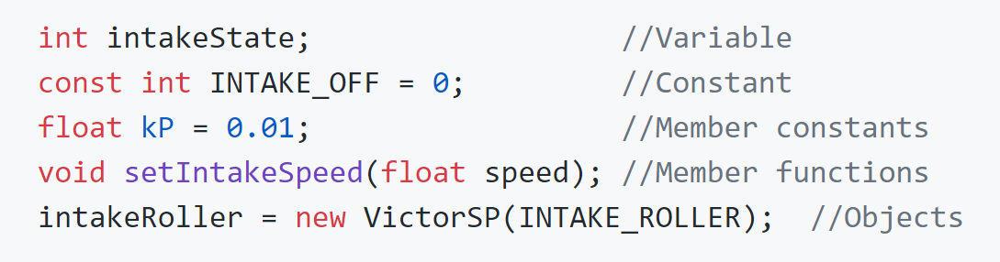 int intakeState;                  //Variable
const int INTAKE_OFF = 0;         //Constant
float kP = 0.01;                  //Member constants
void setIntakeSpeed(float speed); //Member functions
intakeRoller = new VictorSP(INTAKE_ROLLER);  //Objects